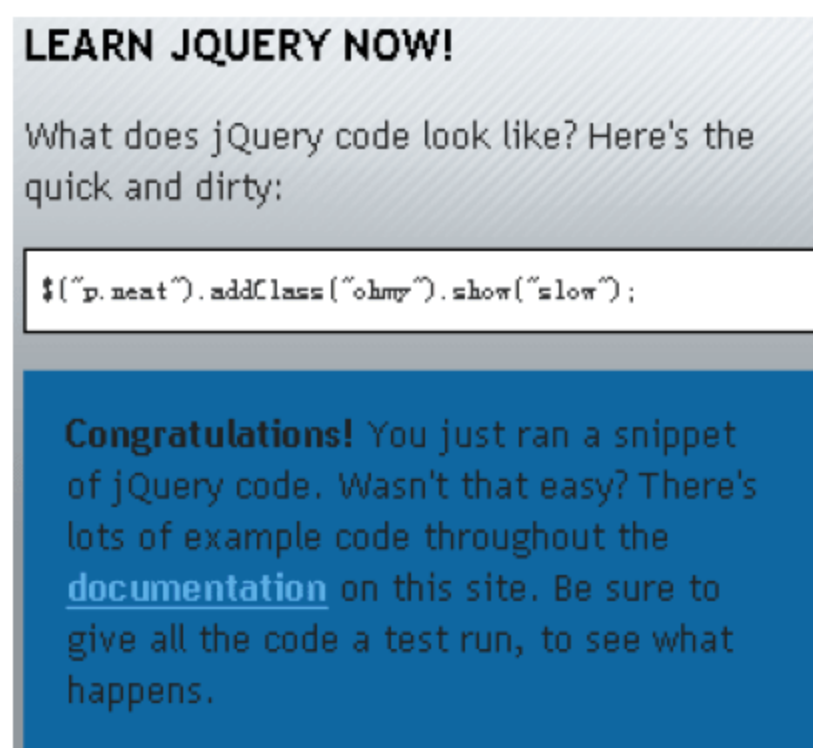 LEARN JQUERY NOW!
What does jQuery code look like? Here's the
quick and dirty:
$("p.neat").addClass("ohmy").show("slow");
Congratulations! You just ran a snippet
of jQuery code. Wasn't that easy? There's
lots of example code throughout the
documentation on this site. Be sure to
give all the code a test run, to see what
happens.